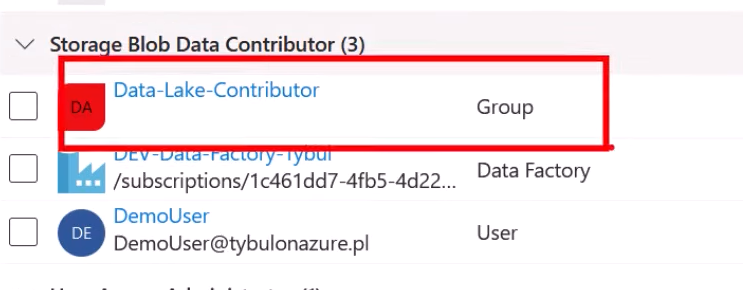 Storage Blob Data Contributor (3)
DA
Data-Lake-Contributor
Group
DEV-Data-Factory-Tybul
/subscriptions/1c461dd7-4fb5-4d22...
Data Factory
DE
DemoUser
DemoUser@tybulonazure.pl
User